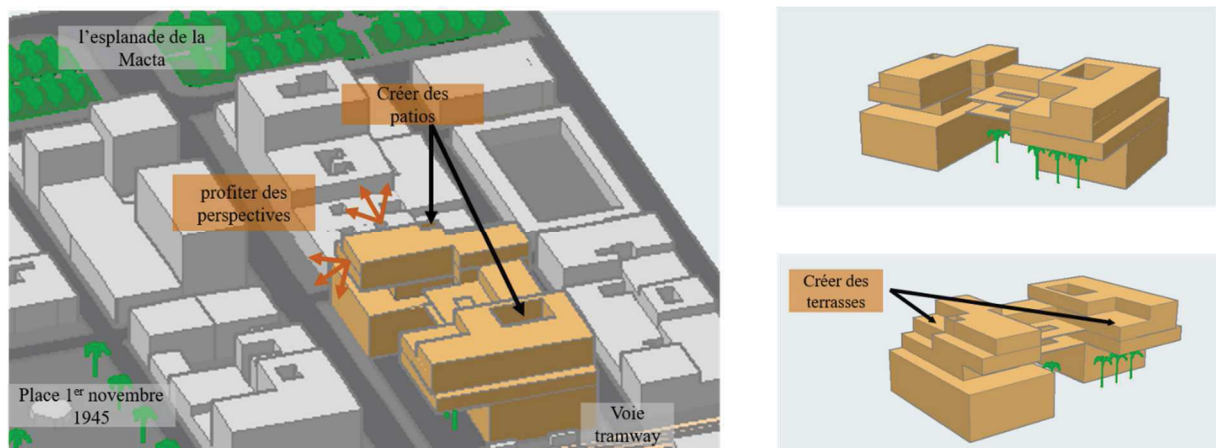 l'esplanade de la
Macta
Créer des
patios
profiter des
perspectives
Place 1er novembre
1945
Voie
tramway
Créer des
terrasses